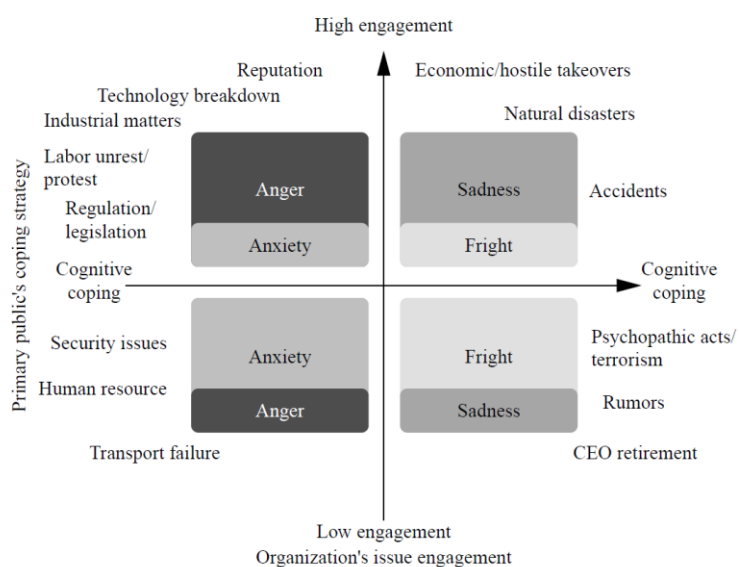 High engagement
Reputation
Economic/hostile takeovers
Technology breakdown
Natural disasters
Industrial matters
Labor unrest/
protest
Anger
Sadness
Accidents
Regulation/
legislation
Anxiety
Fright
Cognitive
coping
Cognitive
coping
Primary public's coping strategy
Security issues
Anxiety
Fright
Psychopathic acts/
terrorism
Human resource
Anger
Sadness
Rumors
Transport failure
CEO retirement
Low engagement
Organization's issue engagement